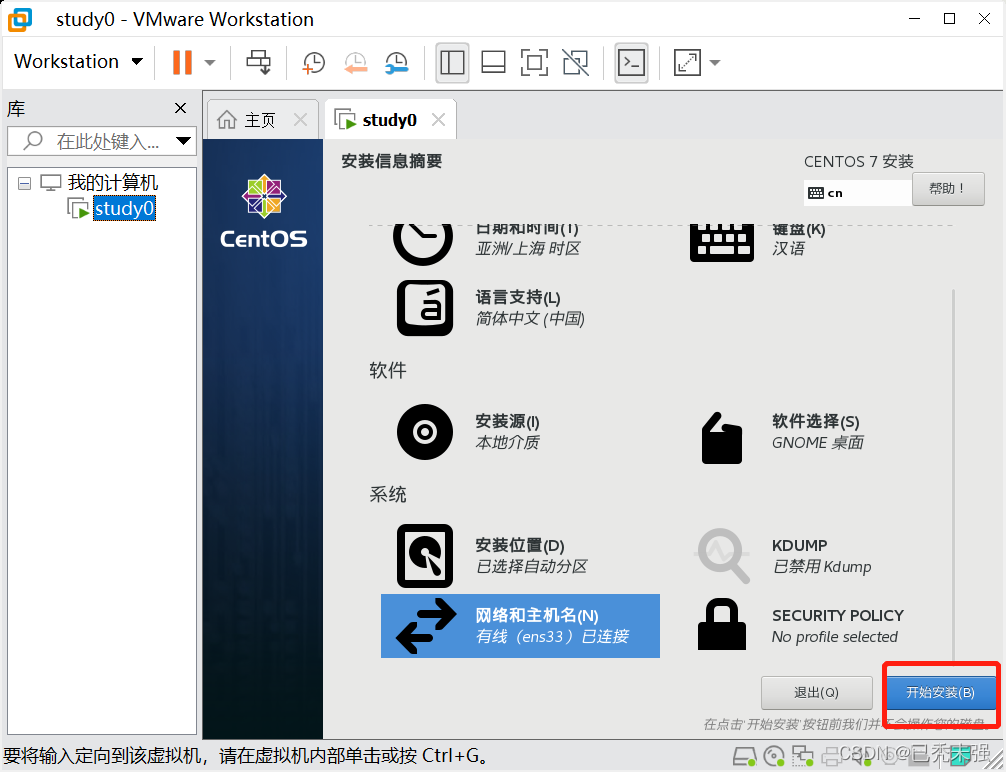 study0 - VMware Workstation
Workstation
库
主页
study0
在此处键入...
我的计算机
study0
CentOS
安装信息摘要
CENTOS 7 安装
cn
帮助！
日期和时间(T)
亚洲/上海 时区
键盘(K)
汉语
语言支持(L)
简体中文 (中国)
软件
安装源(I)
本地介质
软件选择(S)
GNOME 桌面
系统
安装位置(D)
已选择自动分区
KDUMP
已禁用 Kdump
网络和主机名(N)
有线（ens33）已连接
SECURITY POLICY
No profile selected
退出(Q)
开始安装(B)
在点击'开始安装'按钮前我们并不会操作您的磁盘。
要将输入定向到该虚拟机，请在虚拟机内部单击或按 Ctrl+G。
CSDN @已秃未强